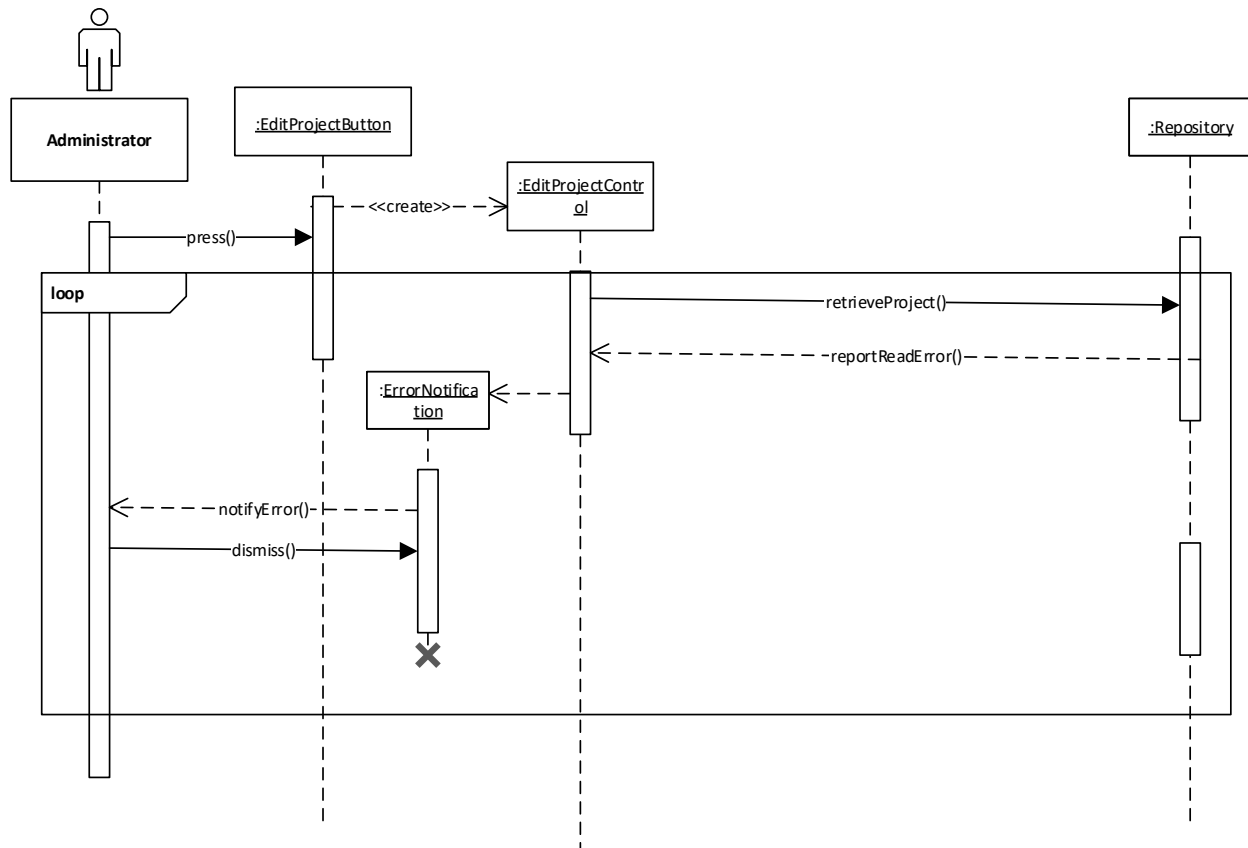 Administrator
:EditProjectButton
:Repository
:EditProjectContr
ol
<<create>>
press()
loop
retrieveProject()
reportReadError()
:ErrorNotifica
tion
notifyError()
dismiss()